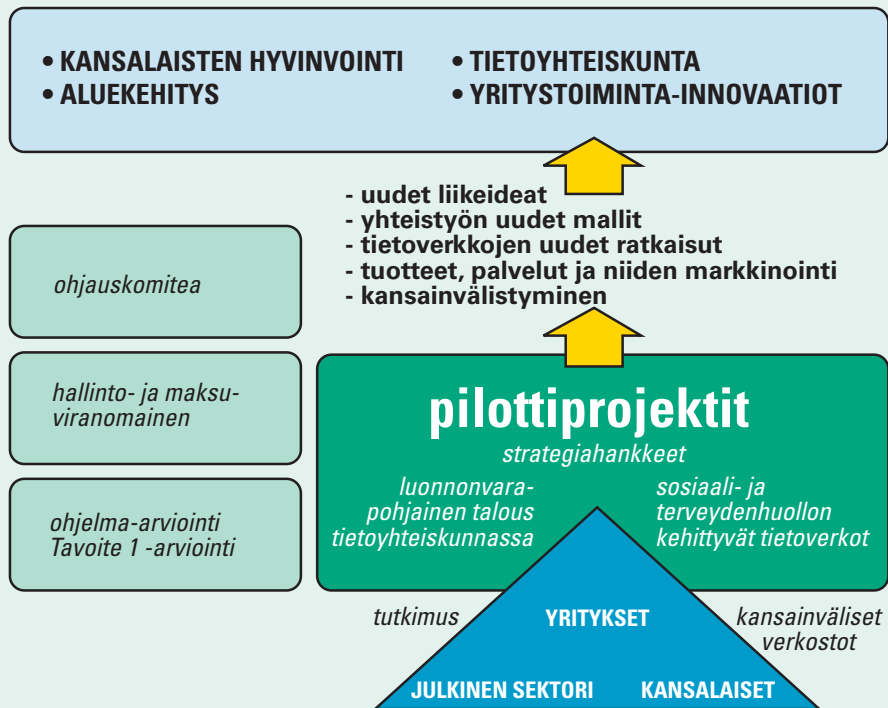 • KANSALAISTEN HYVINVOINTI
• ALUEKEHITYS
• TIETOYHTEISKUNTA
• YRITYSTOIMINTA-INNOVAATIOT
- uudet liikeideat
- yhteistyön uudet mallit
- tietoverkkojen uudet ratkaisut
- tuotteet, palvelut ja niiden markkinointi
- kansainvälistyminen
ohjauskomitea
hallinto- ja maksu-
viranomainen
ohjelma-arviointi
Tavoite 1 -arviointi
pilottiprojektit
strategiahankkeet
luonnonvara-
pohjainen talous
tietoyhteiskunnassa
sosiaali- ja
terveydenhuollon
kehittyvät tietoverkot
tutkimus
YRITYKSET
kansainväliset
verkostot
JULKINEN SEKTORI
KANSALAISET